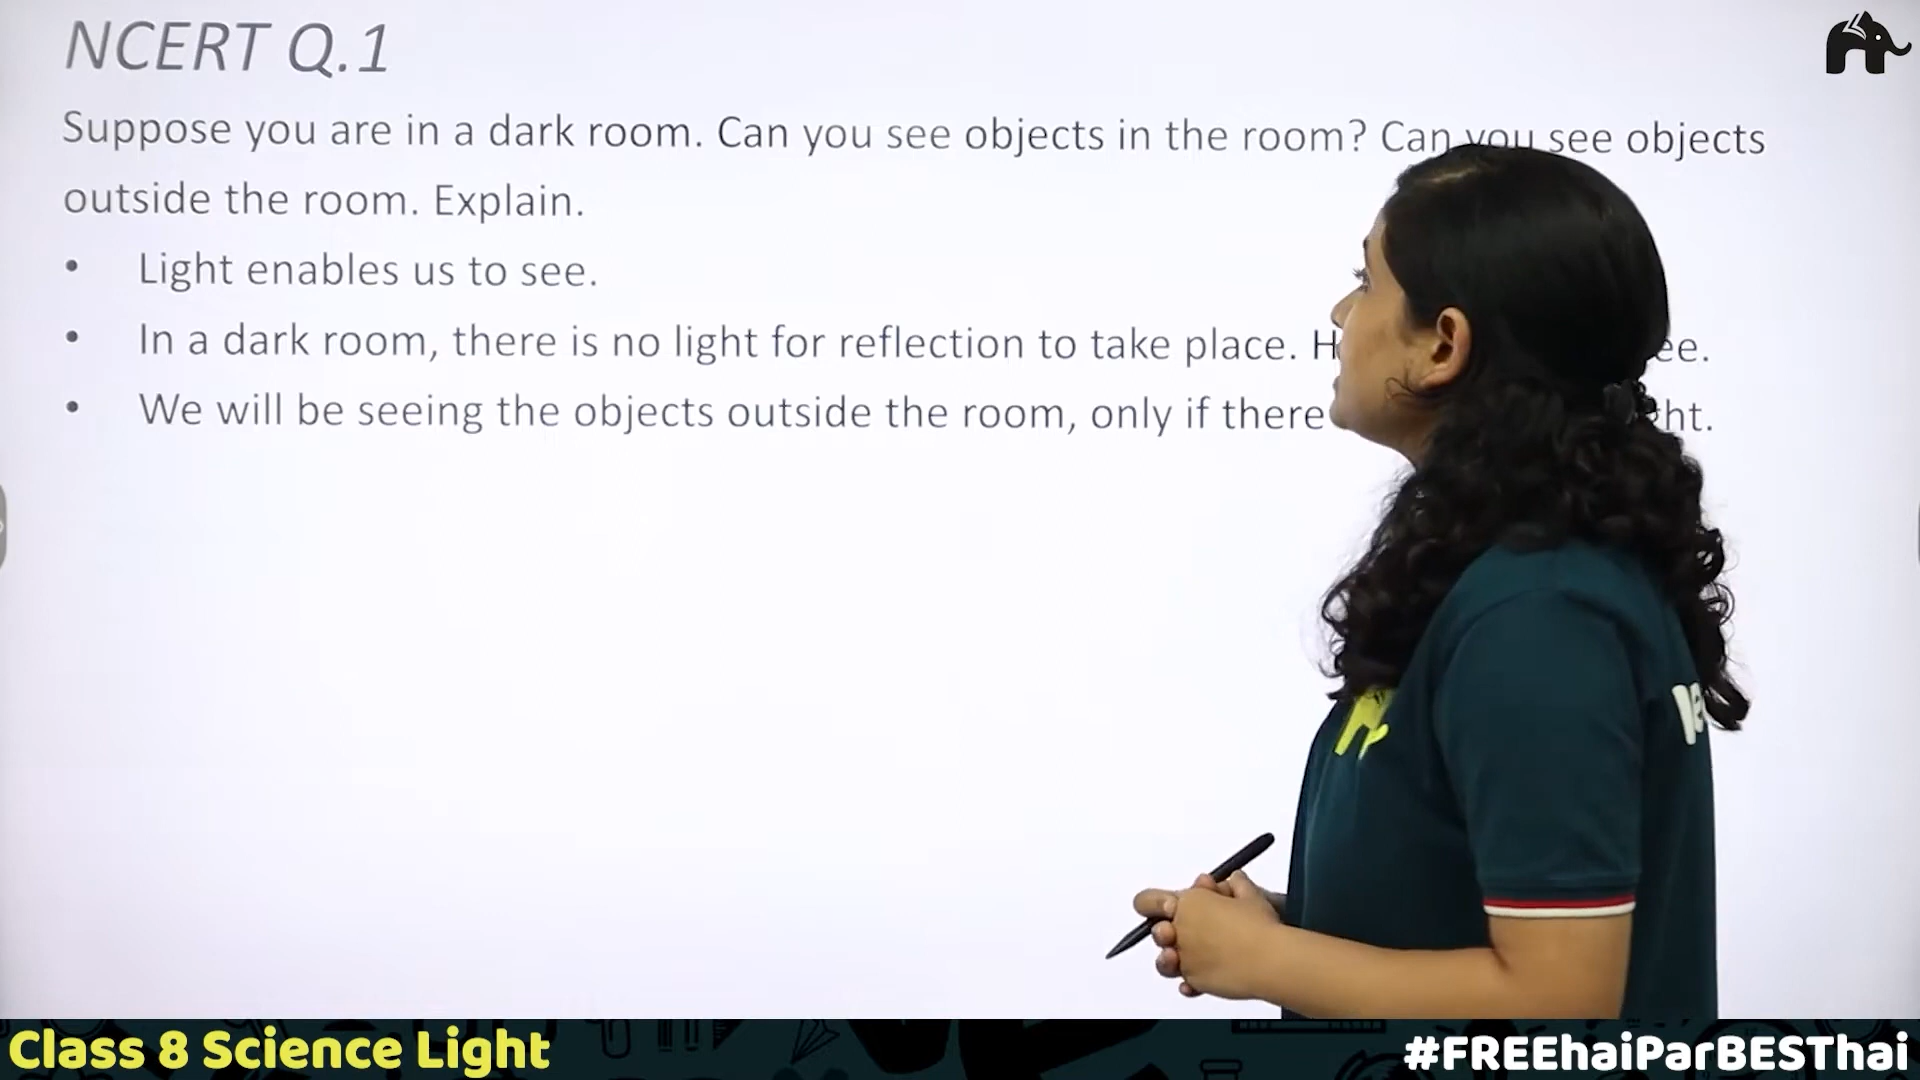 NCERT Q.1
Suppose you are in a dark room. Can you see objects in the room? Can you see objects
outside the room. Explain.
• Light enables us to see.
• In a dark room, there is no light for reflection to take place.
• We will be seeing the objects outside the room, only if there
Class 8 Science Light
#FREEhaiParBESThai